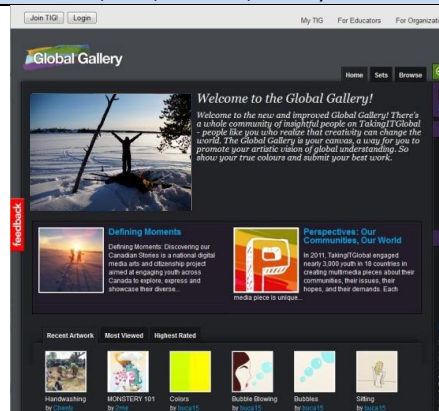 Join TIG! Login
My TIG For Educators For
Global Gallery
Home Sets Browse
Welcome to the Global Gallery!
Welcome to the new and improved Global Gallery! There's
a whole community of insightful people on TakingITGlobal
- people like you who realize that creativity can change the
world. The Global Gallery is your canvas, a way for you to
promote your artistic vision of global understanding. So
show your true colours and submit your best work.
feedback
Defining Moments
Defining Moments: Discovering our
Canadian Stories is a national digital
media arts and citizenship project
aimed at engaging youth across
Canada to explore, express and
showcase their diverse...
Perspectives: Our
Communities, Our World
In 2011, TakingITGlobal engaged
nearly 3,000 youth in 18 countries in
creating multimedia pieces about their
communities, their issues, their
hopes, and their demands. Each
media piece is unique...
Recent Artwork Most Viewed Highest Rated
Handwashing
by
MONSTERY 101
by
Colors
by buca15
Bubble Blowing
by buca15
Bubbles
by buca15
Sitting
by buca15